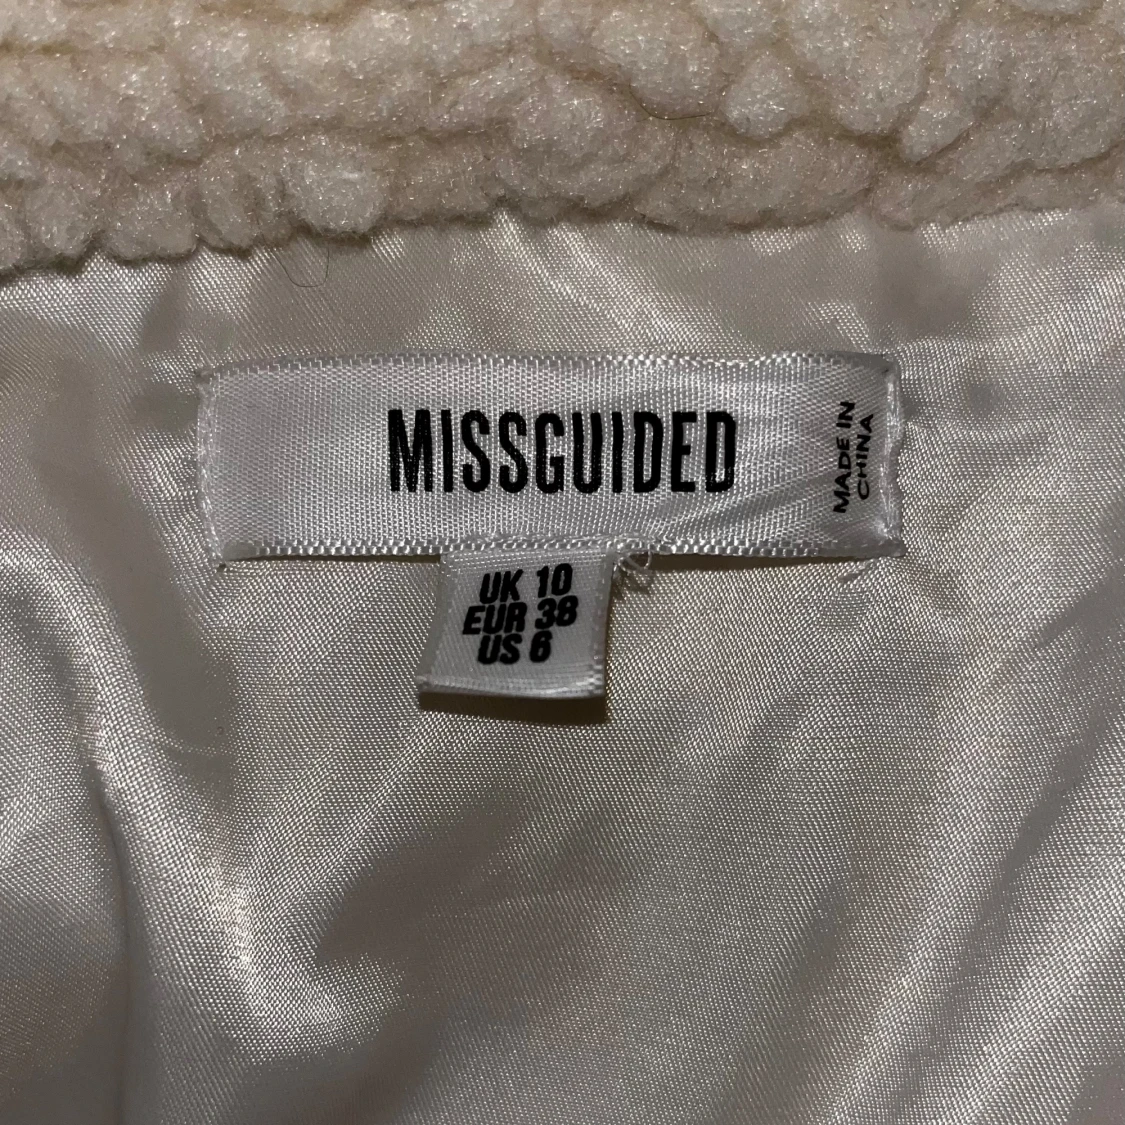 MISSGUIDED
MADE IN
CHINA
UK 10
EUR 38
US 6